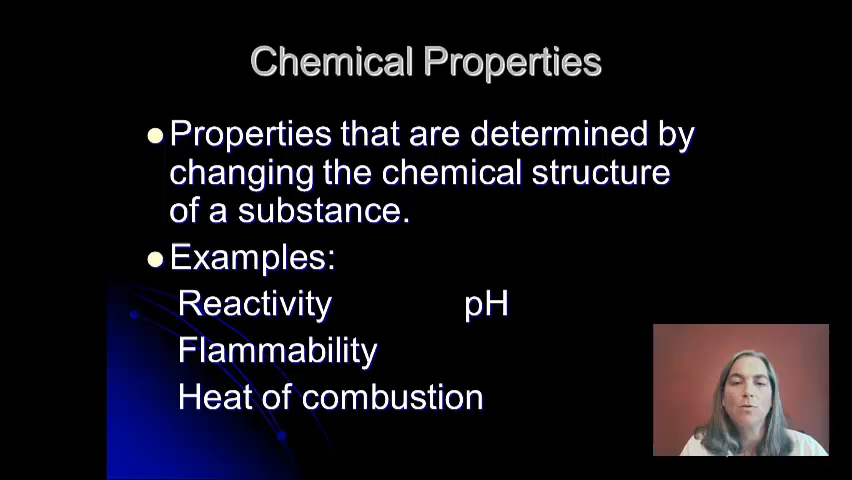 Chemical Properties
Properties that are determined by
changing the chemical structure
of a substance.
Examples:
Reactivity pH
Flammability
Heat of combustion